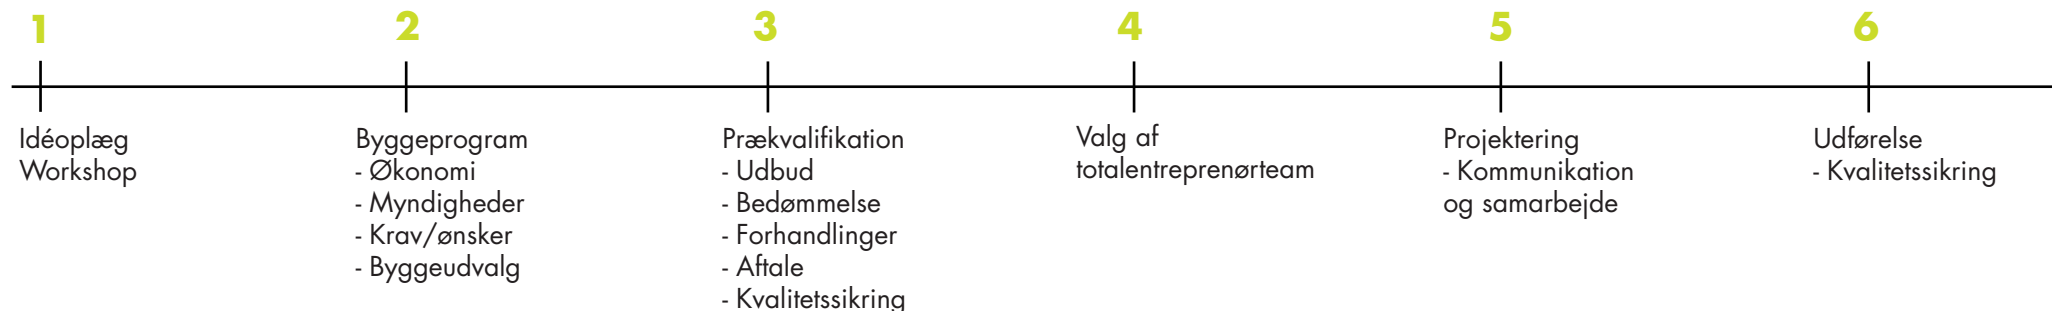 1
Idéoplæg
Workshop
2
Byggeprogram
- Økonomi
- Myndigheder
- Krav/ønsker
- Byggeudvalg
3
Prækvalifikation
- Udbud
- Bedømmelse
- Forhandlinger
- Aftale
- Kvalitetssikring
4
Valg af
totalentreprenørteam
5
Projektering
- Kommunikation
og samarbejde
6
Udførelse
- Kvalitetssikring